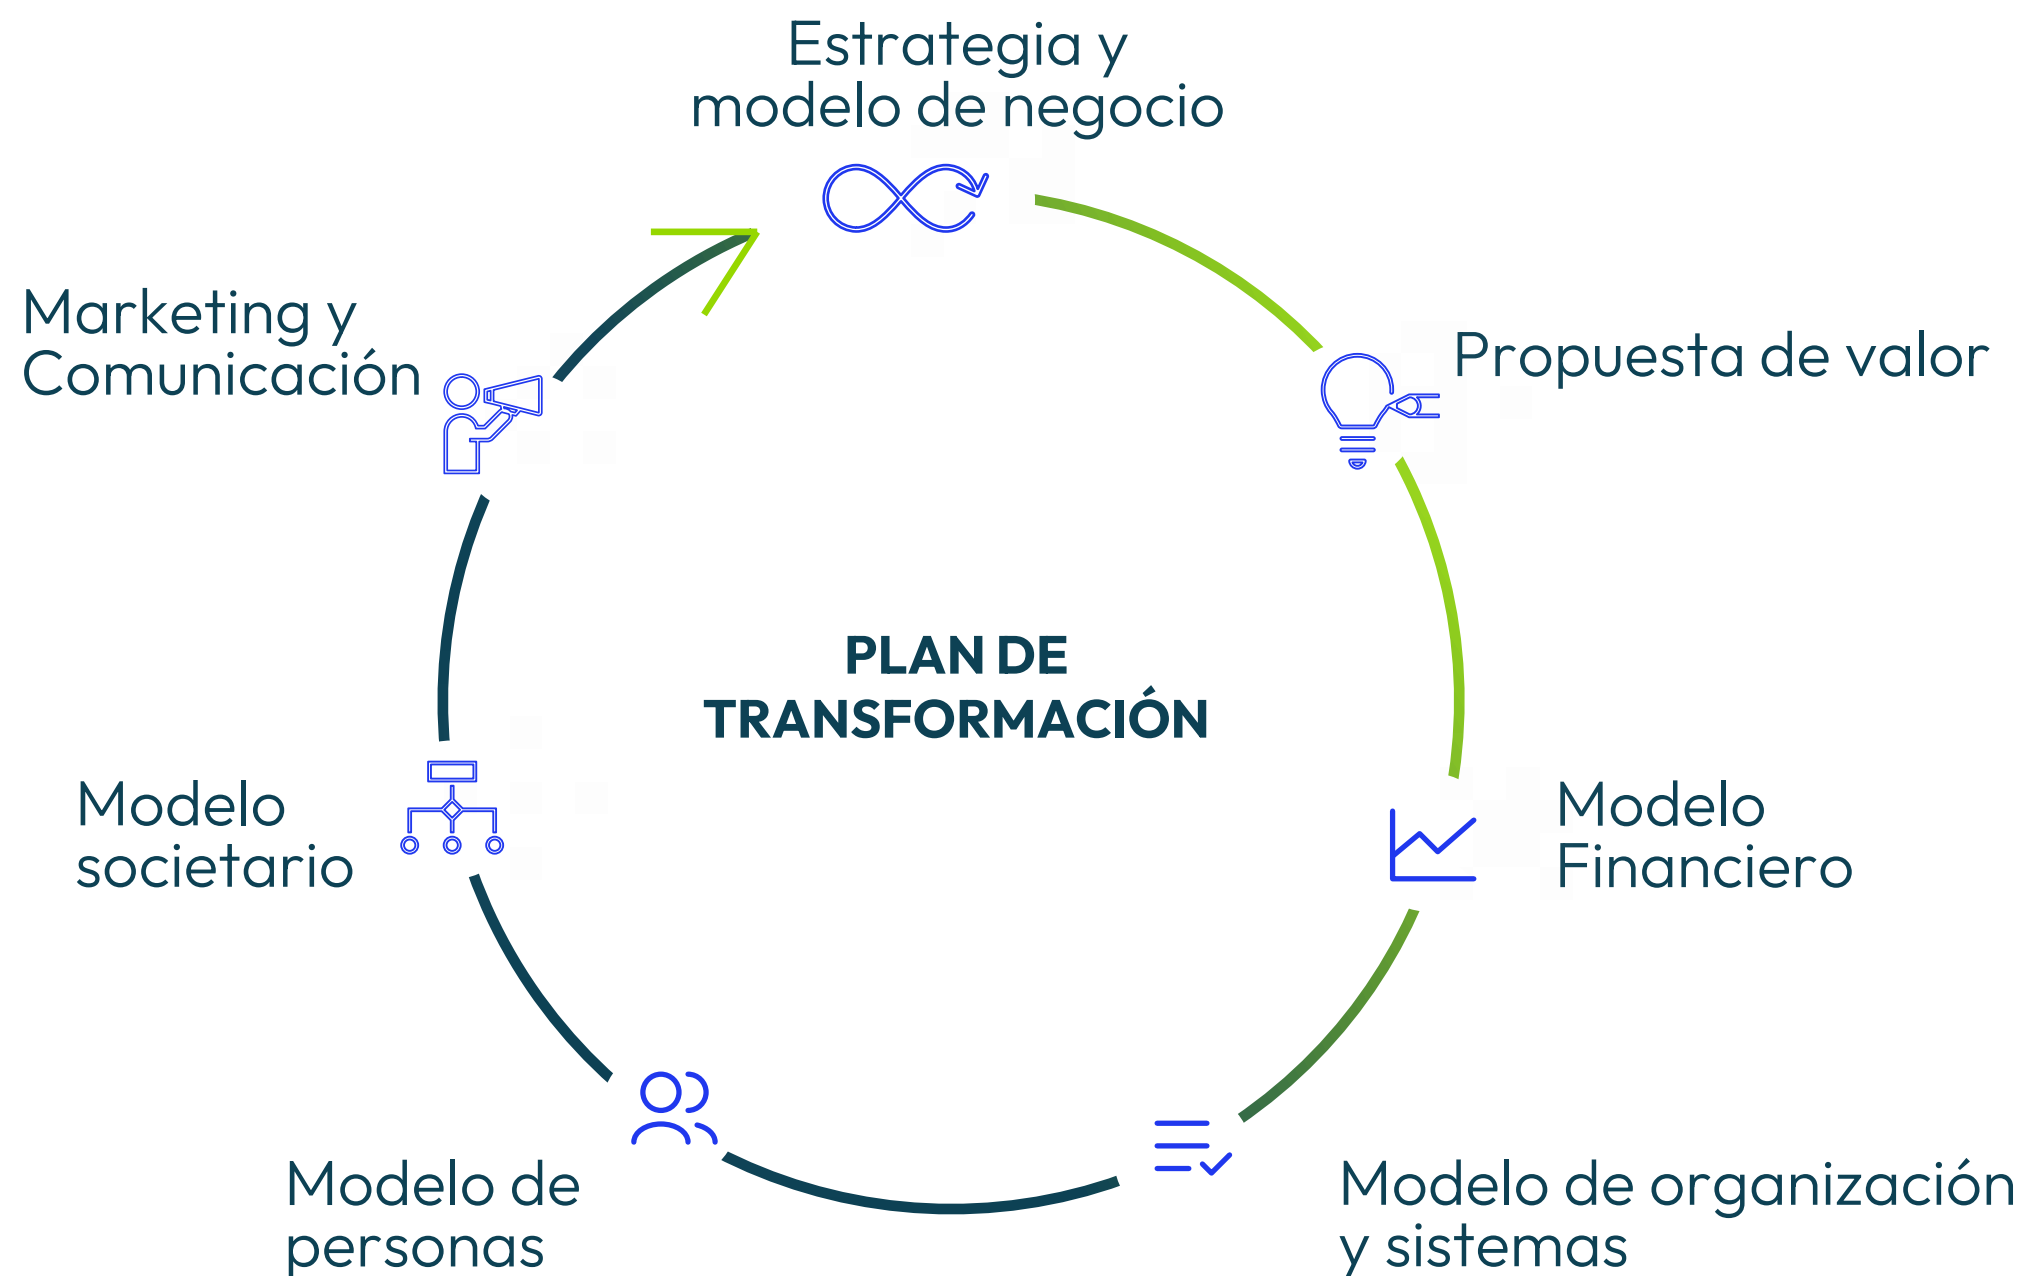 Estrategia y
modelo de negocio
Propuesta de valor
Modelo
Financiero
Modelo de organización
y sistemas
Modelo de
personas
Modelo
societario
Marketing y
Comunicación
PLAN DE
TRANSFORMACIÓN